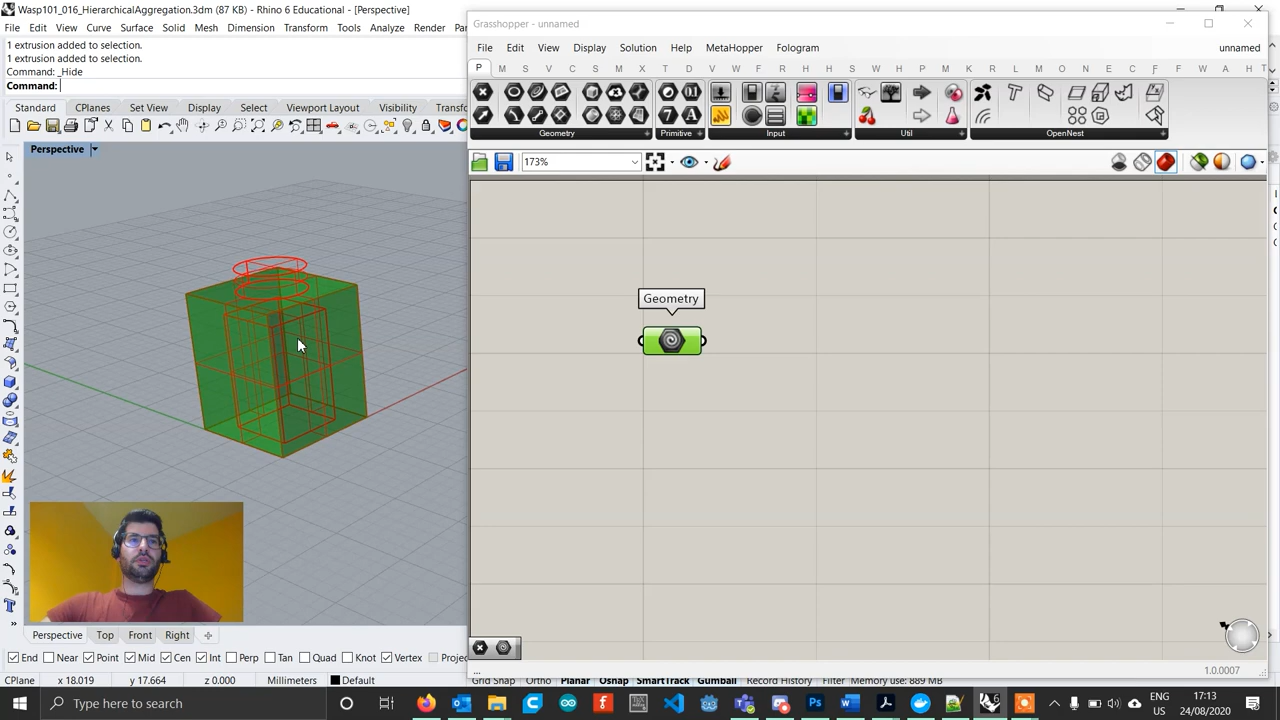 Wasp101_016_HierarchicalAggregation.3dm (87 KB) - Rhino 6 Educational - [Perspective]
File Edit View Curve Surface Solid Mesh Dimension Transform Tools Analyze Render
1 extrusion added to selection.
1 extrusion added to selection.
Command: _Hide
Command:
Standard CPlanes Set View Display Select Viewport Layout Visibility Transfo
Perspective
Grasshopper - unnamed
File Edit View Display Solution Help MetaHopper Fologram unnamed
P M S V C S S M X T D V D W F R H H S W E R L M K R L P C U K B F W A H T
Geometry Primitive Input Util OpenNest
173%
Geometry
1.0.0007
Perspective Top Front Right
End Near Point Mid Cen Int Perp Tan Quad Knot Vertex Projec
CPlane x 18.019 y 17.664 z 0.000 Millimeters Default Grid Snap Ortho Planar Osnap SmartTrack Gumball Record History Filter Memory use: 889 MB
Type here to search
ENG
US
17:13
24/08/2020